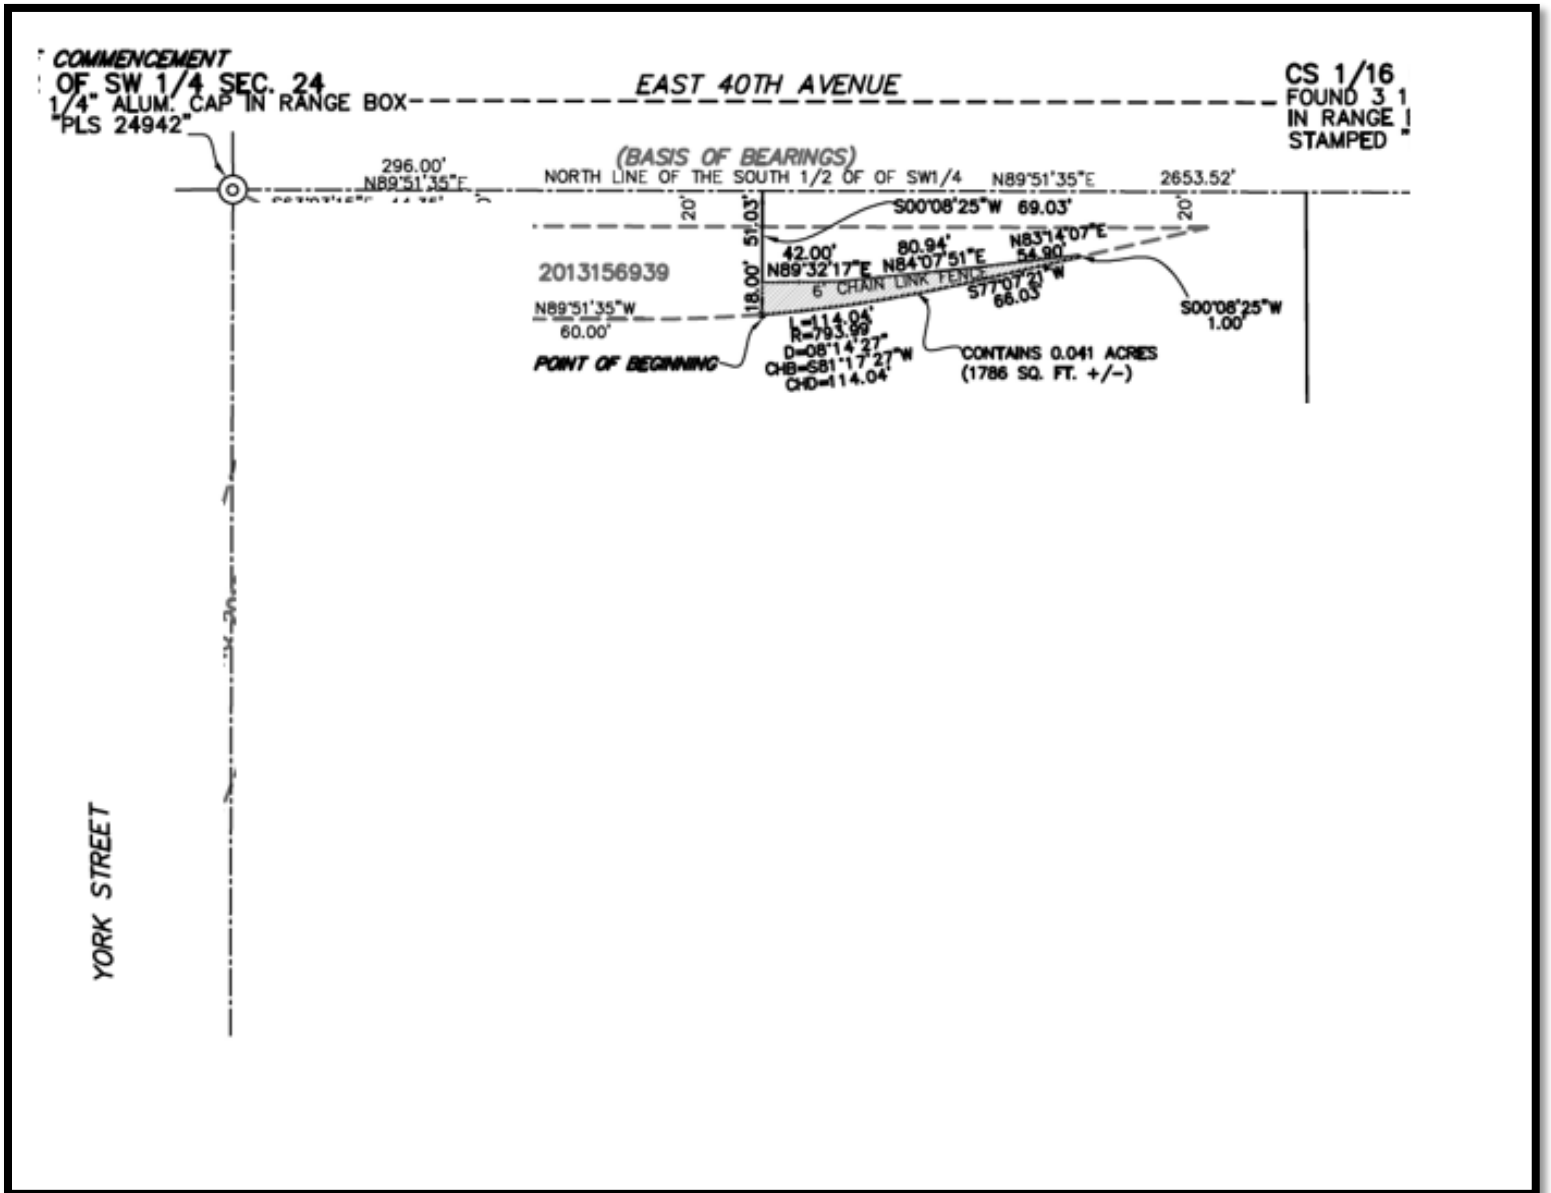 COMMENCEMENT
OF SW 1/4 SEC. 24
1/4" ALUM. CAP IN RANGE BOX
"PLS 24942"
EAST 40TH AVENUE
CS 1/16
FOUND 3 1
IN RANGE
STAMPED "
296.00'
N89°51'35"E
(BASIS OF BEARINGS)
NORTH LINE OF THE SOUTH 1/2 OF OF SW1/4
N89°51'35"E
2653.52'
20'
51.03'
S00°08'25"W 69.03'
20'
42.00'
N89°32'17"E
80.94'
N84°07'51"E
N83°14'07"E
54.90'
2013156939
18.00'
6' CHAIN LINK FENCE
S77°07'21"W
66.03'
N89°51'35"W
60.00'
S00°08'25"W
1.00'
L=114.04'
R=793.99'
D=08°14'27"
CHB=S81°17'27"W
CHD=114.04'
POINT OF BEGINNING
CONTAINS 0.041 ACRES
(1786 SQ. FT. +/-)
YORK STREET